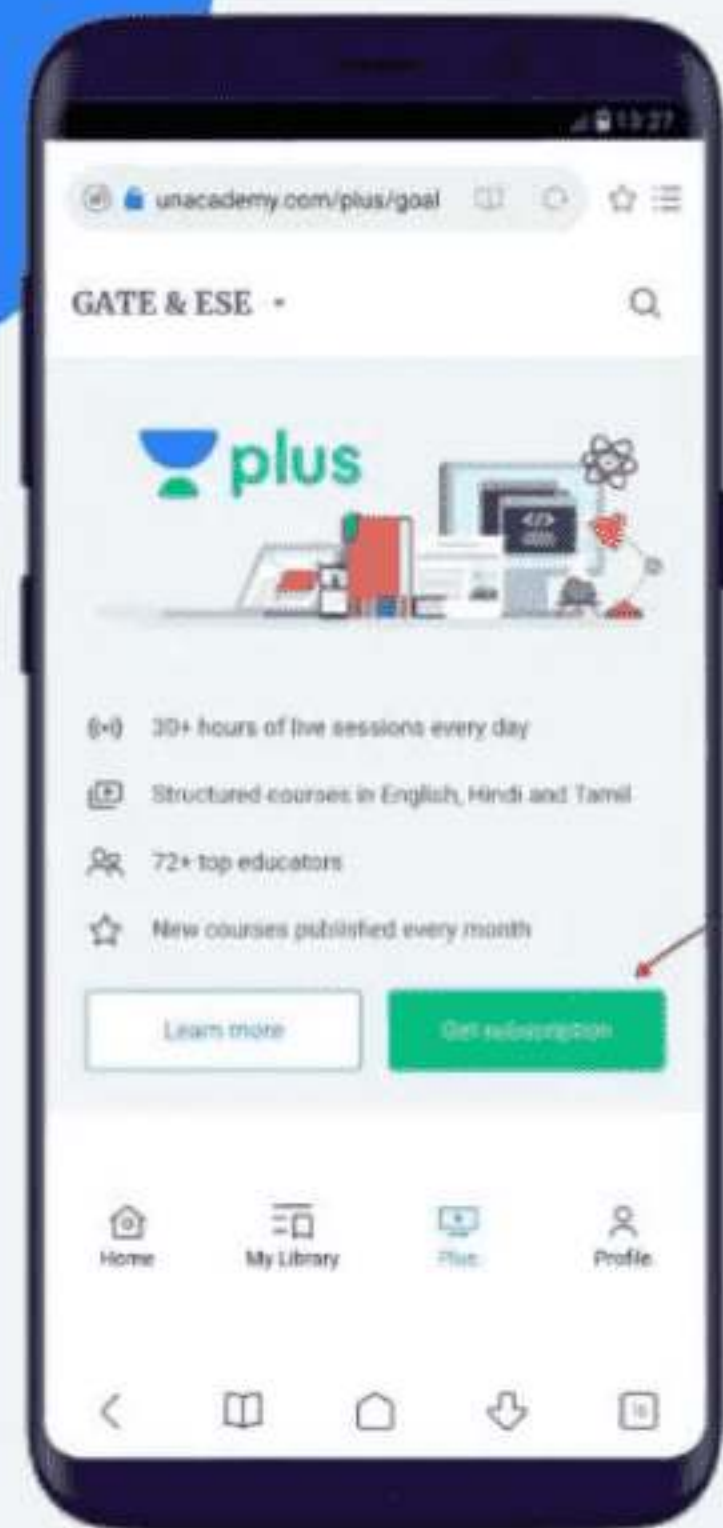 13:27
unacademy.com/plus/goal
GATE & ESE
plus
30+ hours of live sessions every day
Structured courses in English, Hindi and Tamil
72+ top educators
New courses published every month
Learn more
Get subscription
Home
My Library
Plus
Profile